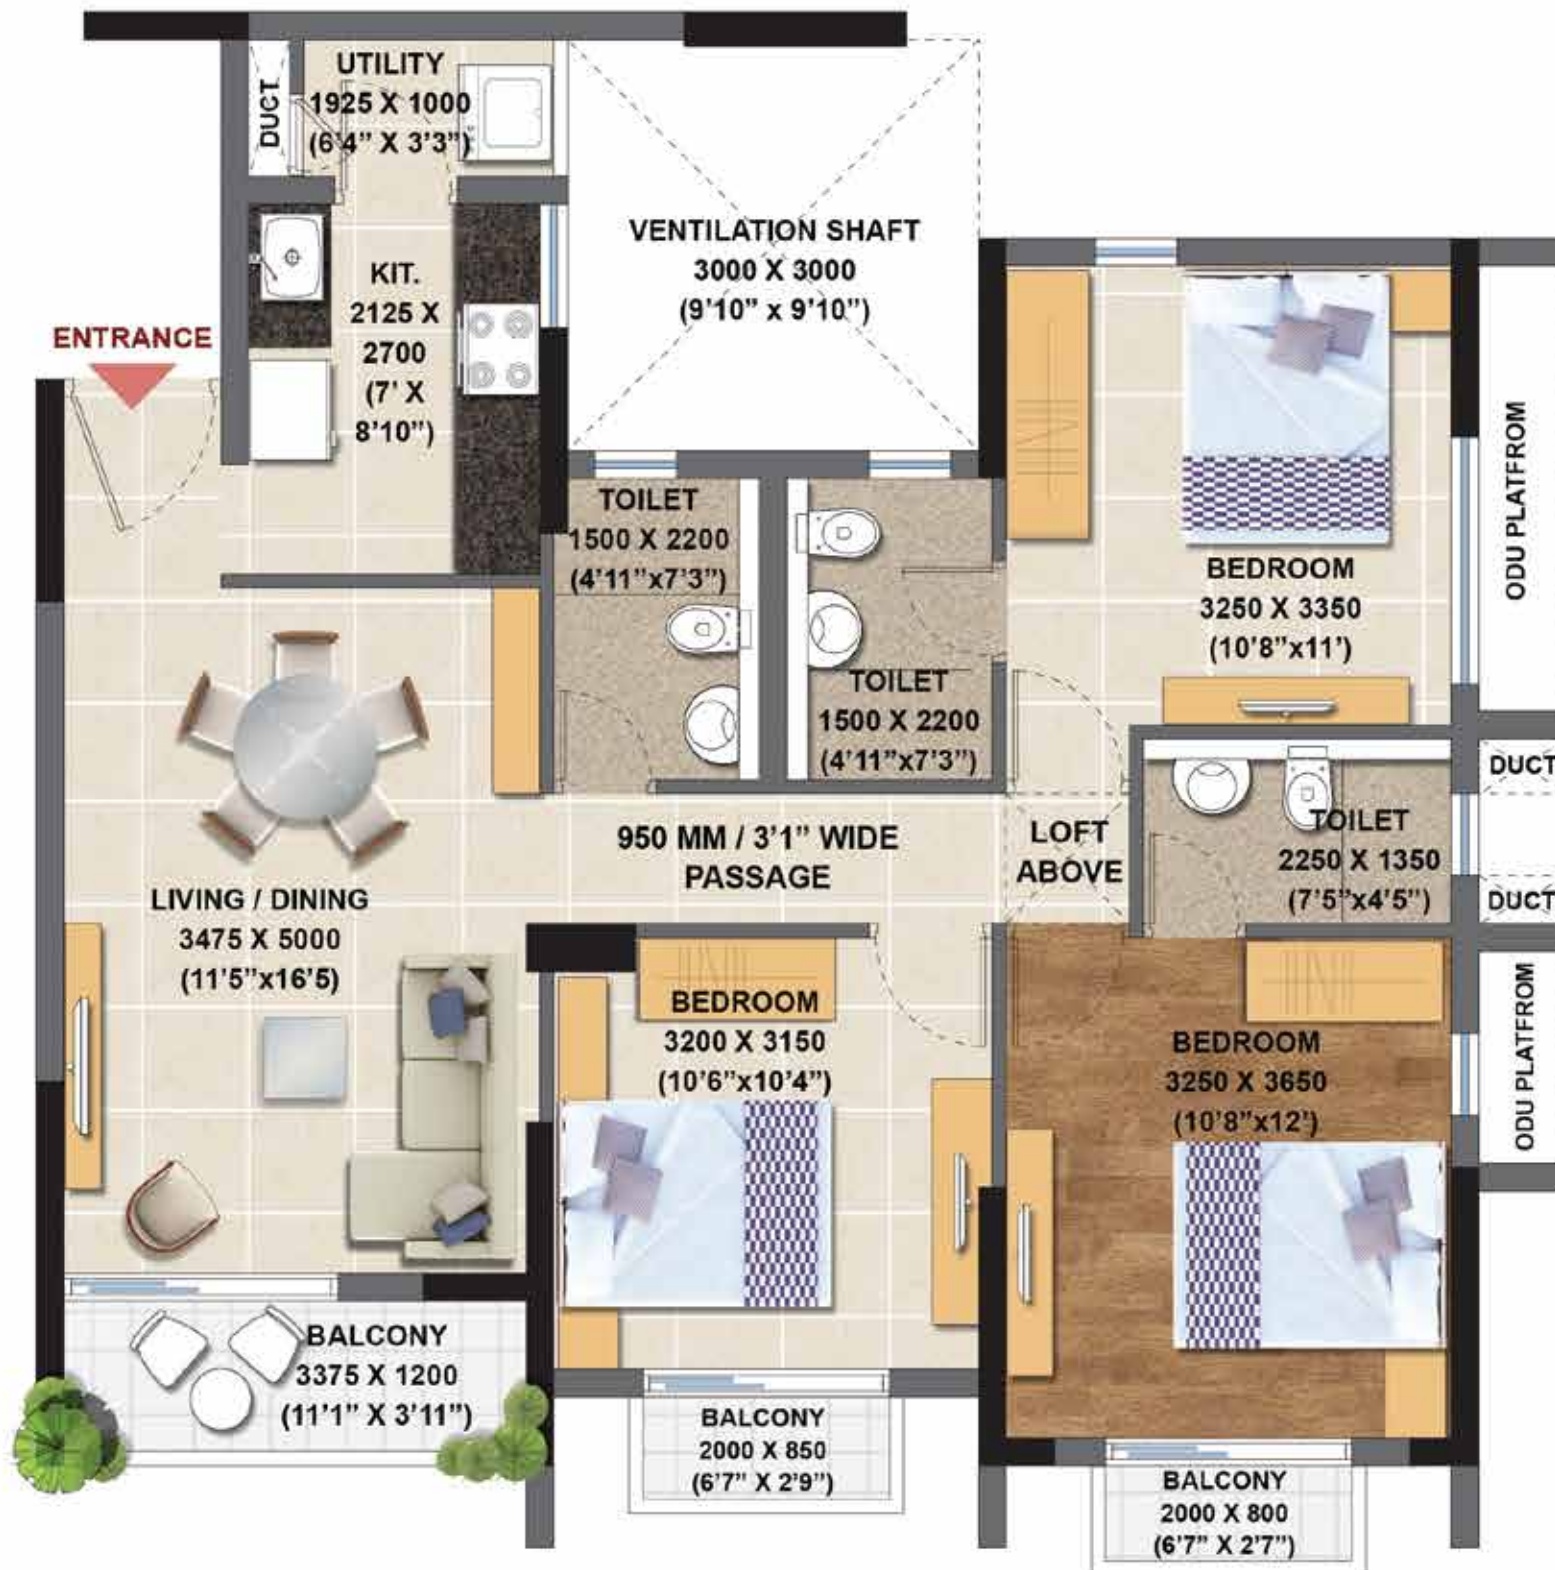 UTILITY
1925 X 1000
(6'4” X 3'3”)
DUCT
VENTILATION SHAFT
3000 X 3000
(9'10” x 9'10”)
KIT.
2125 X
2700
(7' X
8'10”)
ENTRANCE
TOILET
1500 X 2200
(4'11”x7'3”)
TOILET
1500 X 2200
(4'11”x7'3”)
BEDROOM
3250 X 3350
(10'8”x11')
ODU PLATFROM
DUCT
TOILET
2250 X 1350
(7'5”x4'5”)
DUCT
950 MM / 3'1” WIDE
PASSAGE
LOFT
ABOVE
LIVING / DINING
3475 X 5000
(11'5”x16'5)
BEDROOM
3200 X 3150
(10'6”x10'4”)
BEDROOM
3250 X 3650
(10'8”x12')
ODU PLATFROM
BALCONY
3375 X 1200
(11'1” X 3'11”)
BALCONY
2000 X 850
(6'7” X 2'9”)
BALCONY
2000 X 800
(6'7” X 2'7”)